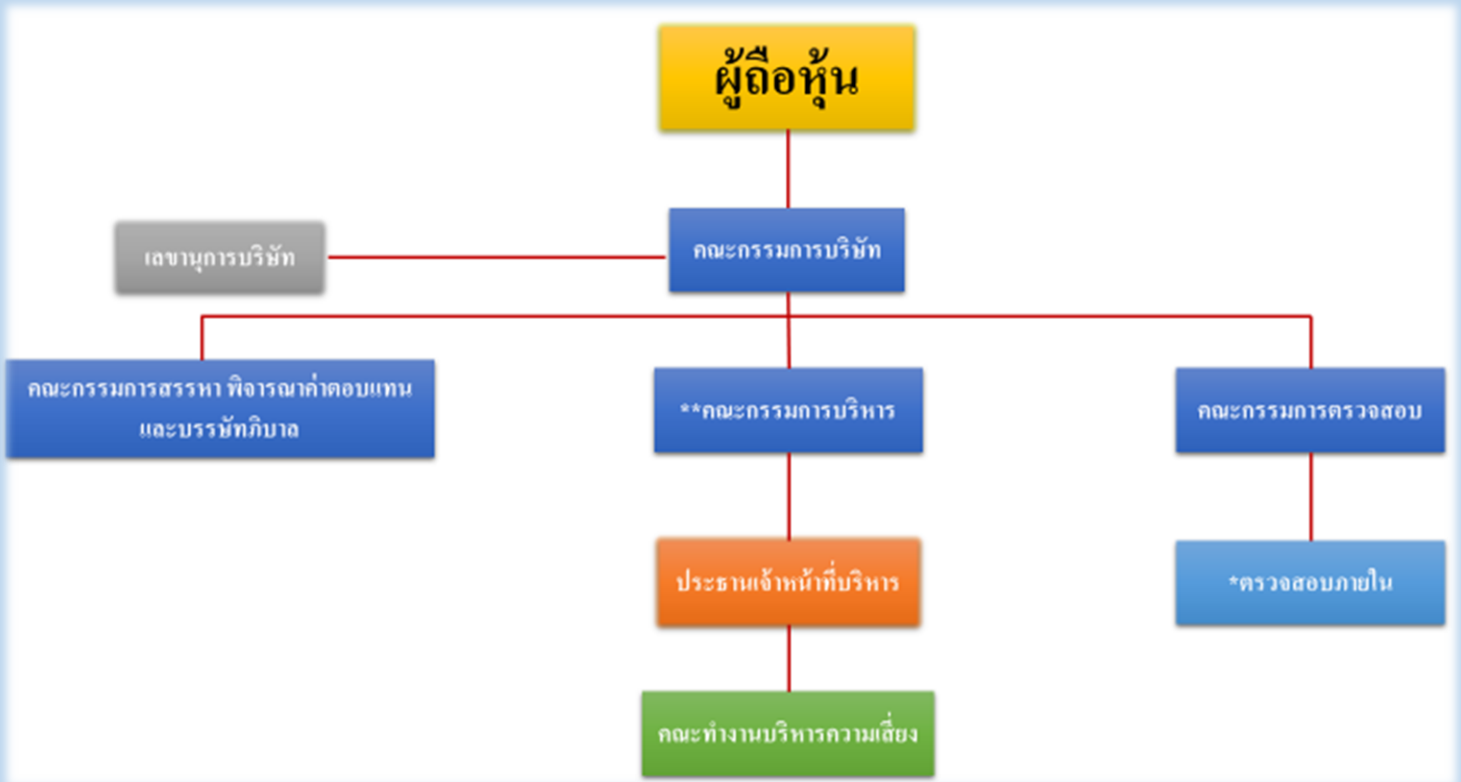 ผู้ถือหุ้น
เลขานุการบริษัท
คณะกรรมการบริษัท
คณะกรรมการสรรหา พิจารณาค่าตอบแทน
และบรรษัทภิบาล
**คณะกรรมการบริหาร
คณะกรรมการตรวจสอบ
ประธานเจ้าหน้าที่บริหาร
*ตรวจสอบภายใน
คณะทำงานบริหารความเสี่ยง